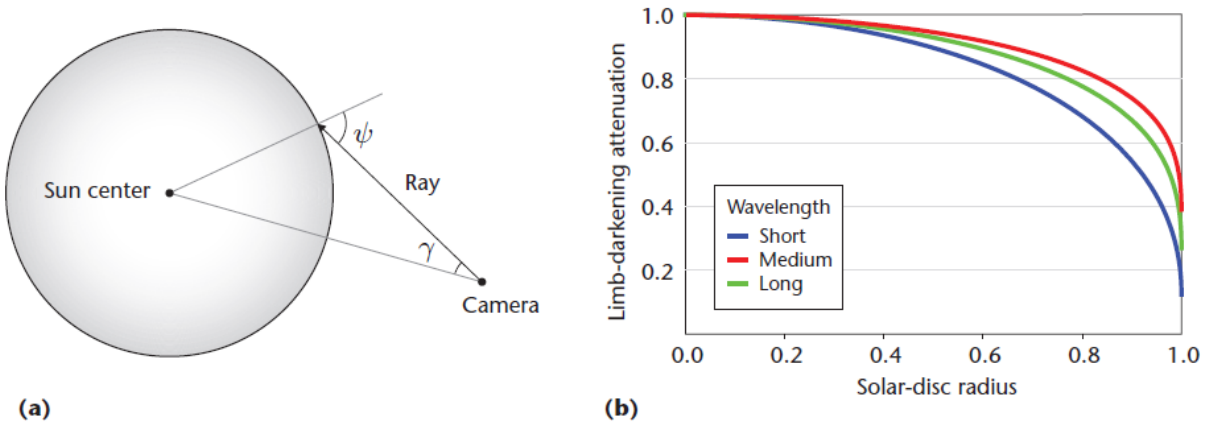 Sun center
ψ
Ray
γ
Camera
(a)
Limb-darkening attenuation
1.0
0.8
0.6
0.4
0.2
Wavelength
Short
Medium
Long
0.0 0.2 0.4 0.6 0.8 1.0
Solar-disc radius
(b)